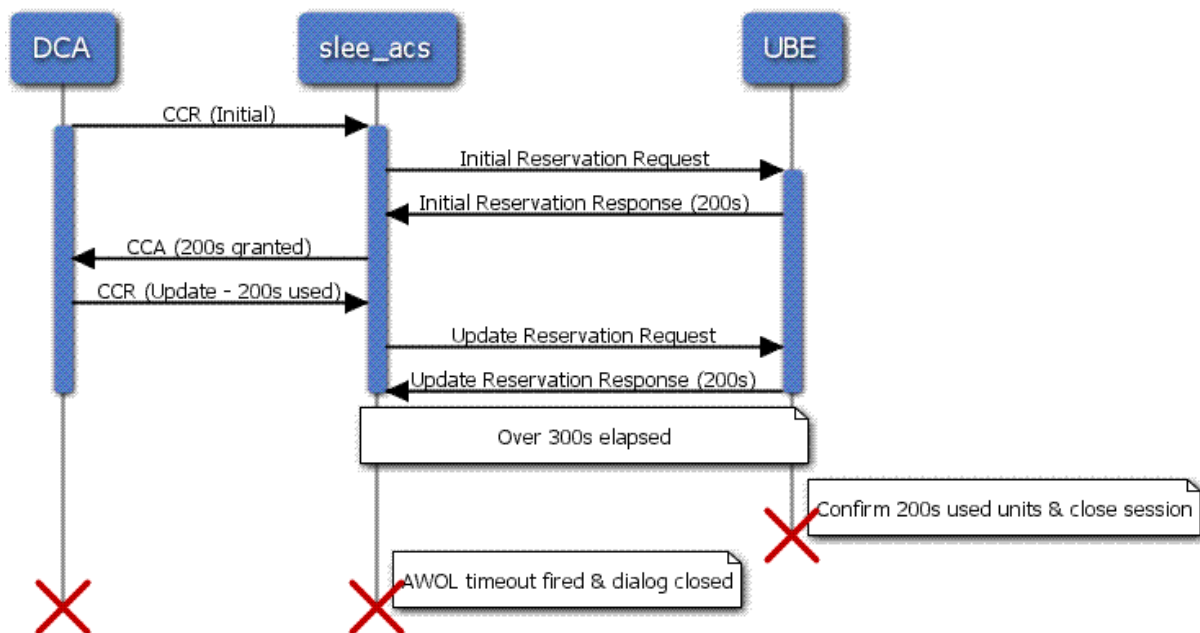 DCA
slee_acs
UBE
CCR (Initial)
Initial Reservation Request
Initial Reservation Response (200s)
CCA (200s granted)
CCR (Update - 200s used)
Update Reservation Request
Update Reservation Response (200s)
Over 300s elapsed
Confirm 200s used units & close session
AWOL timeout fired & dialog closed